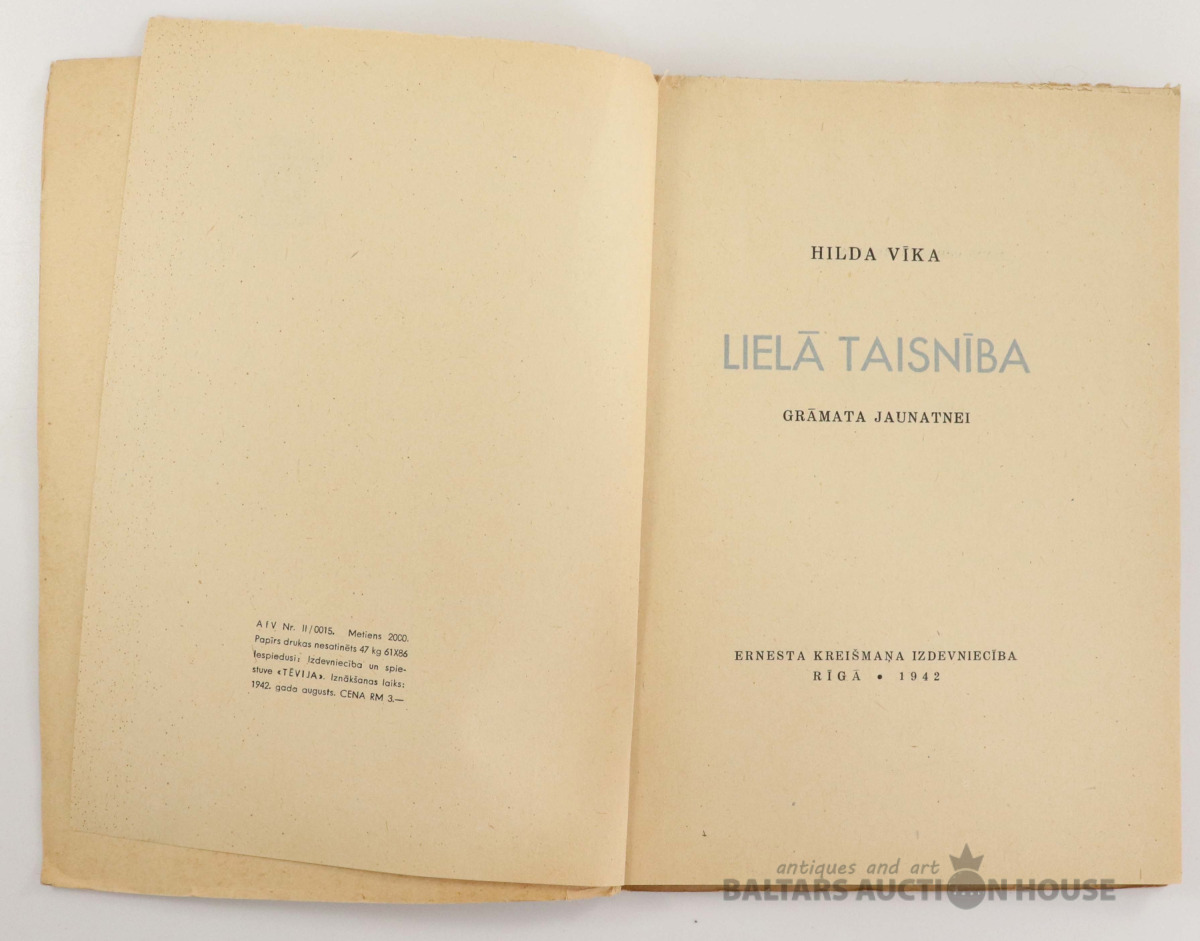 AIV Nr. II/0015. Metiens 2000.
Papīrs drukas nesatinēts 47 kg 61X86
Iespiedusi: Izdevniecība un spie-
stuve «TĒVIJA». Iznākšanas laiks:
1942. gada augusts. CENA RM 3.—
HILDA VĪKA
LIELĀ TAISNĪBA
GRĀMATA JAUNATNEI
ERNESTA KREIŠMAŅA IZDEVNIECĪBA
RĪGĀ • 1942
antiques and art
BALTARS AUCTION HOUSE